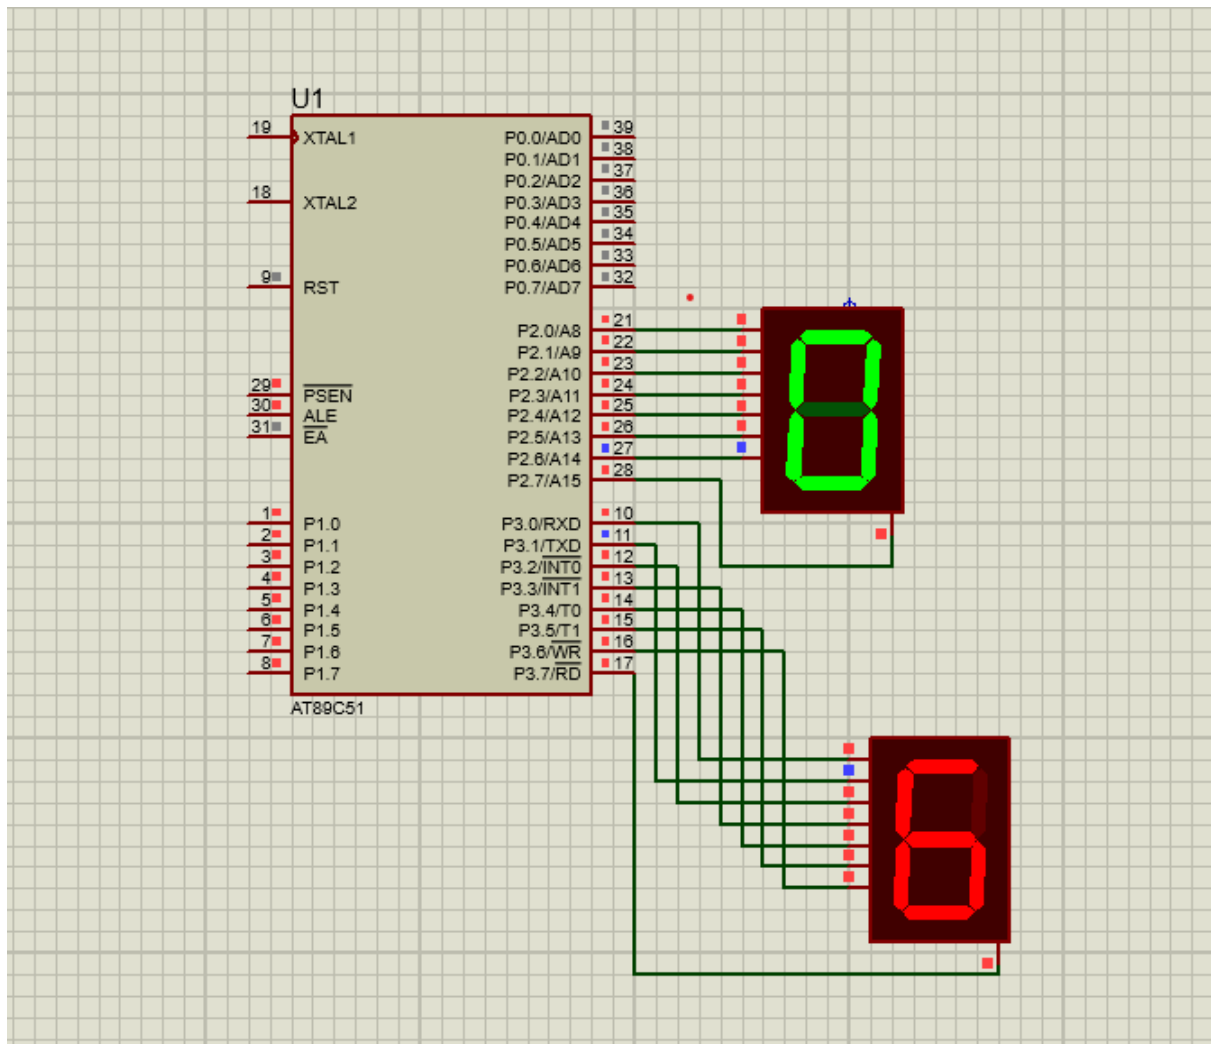 U1
19 XTAL1
18 XTAL2
9 RST
29 PSEN
30 ALE
31 EA
1 P1.0
2 P1.1
3 P1.2
4 P1.3
5 P1.4
6 P1.5
7 P1.6
8 P1.7
P0.0/AD0 39
P0.1/AD1 38
P0.2/AD2 37
P0.3/AD3 36
P0.4/AD4 35
P0.5/AD5 34
P0.6/AD6 33
P0.7/AD7 32
P2.0/A8 21
P2.1/A9 22
P2.2/A10 23
P2.3/A11 24
P2.4/A12 25
P2.5/A13 26
P2.6/A14 27
P2.7/A15 28
P3.0/RXD 10
P3.1/TXD 11
P3.2/INT0 12
P3.3/INT1 13
P3.4/T0 14
P3.5/T1 15
P3.6/WR 16
P3.7/RD 17
AT89C51
0
6